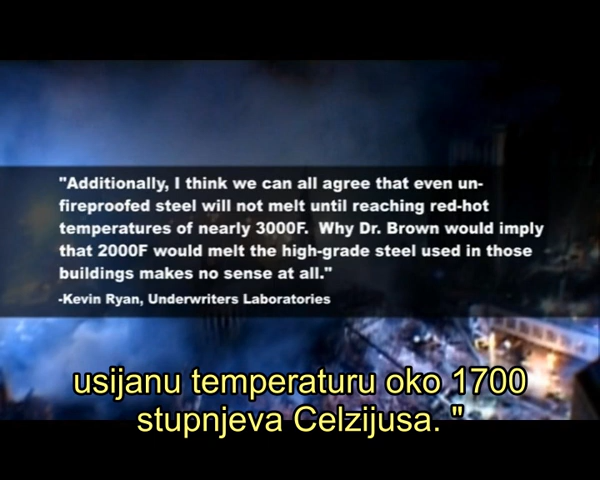 "Additionally, I think we can all agree that even un-
fireproofed steel will not melt until reaching red-hot
temperatures of nearly 3000F.  Why Dr. Brown would imply
that 2000F would melt the high-grade steel used in those
buildings makes no sense at all."
-Kevin Ryan, Underwriters Laboratories
usijanu temperaturu oko 1700
stupnjeva Celzijusa. "